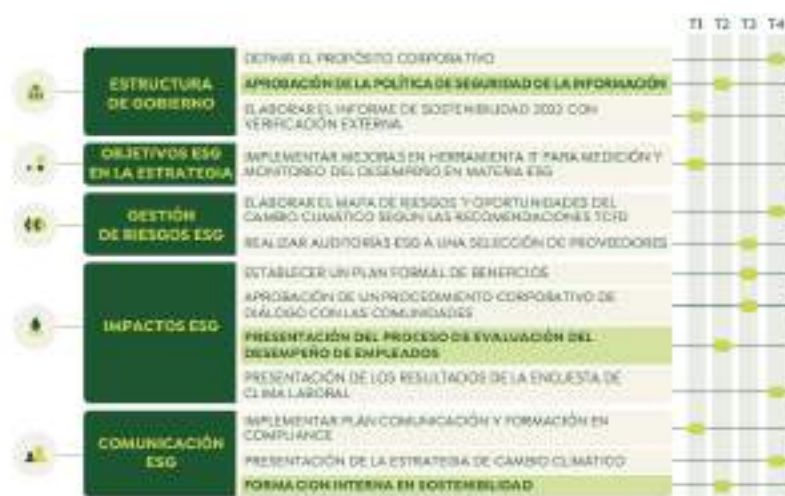 T1 T2 T3 T4
ESTRUCTURA
DE GOBIERNO
DEFINIR EL PROPÓSITO CORPORATIVO
APROBACIÓN DE LA POLÍTICA DE SEGURIDAD DE LA INFORMACIÓN
ELABORAR EL INFORME DE SOSTENIBILIDAD 2022 CON
VERIFICACIÓN EXTERNA
OBJETIVOS ESG
EN LA ESTRATEGIA
IMPLEMENTAR MEJORAS EN HERRAMIENTA IT PARA MEDICIÓN Y
MONITOREO DEL DESEMPEÑO EN MATERIA ESG
GESTIÓN
DE RIESGOS ESG
ELABORAR EL MAPA DE RIESGOS Y OPORTUNIDADES DEL
CAMBIO CLIMÁTICO SEGÚN LAS RECOMENDACIONES TCFD
REALIZAR AUDITORÍAS ESG A UNA SELECCIÓN DE PROVEEDORES
IMPACTOS ESG
ESTABLECER UN PLAN FORMAL DE BENEFICIOS
APROBACIÓN DE UN PROCEDIMIENTO CORPORATIVO DE
DIÁLOGO CON LAS COMUNIDADES
PRESENTACIÓN DEL PROCESO DE EVALUACIÓN DEL
DESEMPEÑO DE EMPLEADOS
PRESENTACIÓN DE LOS RESULTADOS DE LA ENCUESTA DE
CLIMA LABORAL
COMUNICACIÓN
ESG
IMPLEMENTAR PLAN COMUNICACIÓN Y FORMACIÓN EN
COMPLIANCE
PRESENTACIÓN DE LA ESTRATEGIA DE CAMBIO CLIMÁTICO
FORMACION INTERNA EN SOSTENIBILIDAD